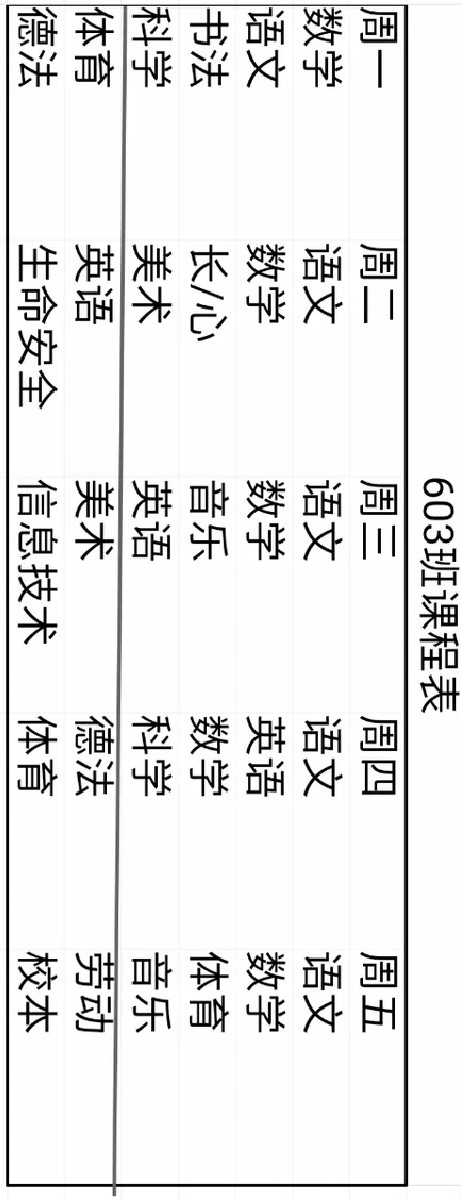 603班课程表
周一 周二 周三 周四 周五
数学 语文 语文 语文 语文
语文 数学 数学 英语 数学
书法 长/心 音乐 数学 体育
科学 美术 英语 科学 音乐
体育 英语 美术 德法 劳动
德法 生命安全 信息技术 体育 校本